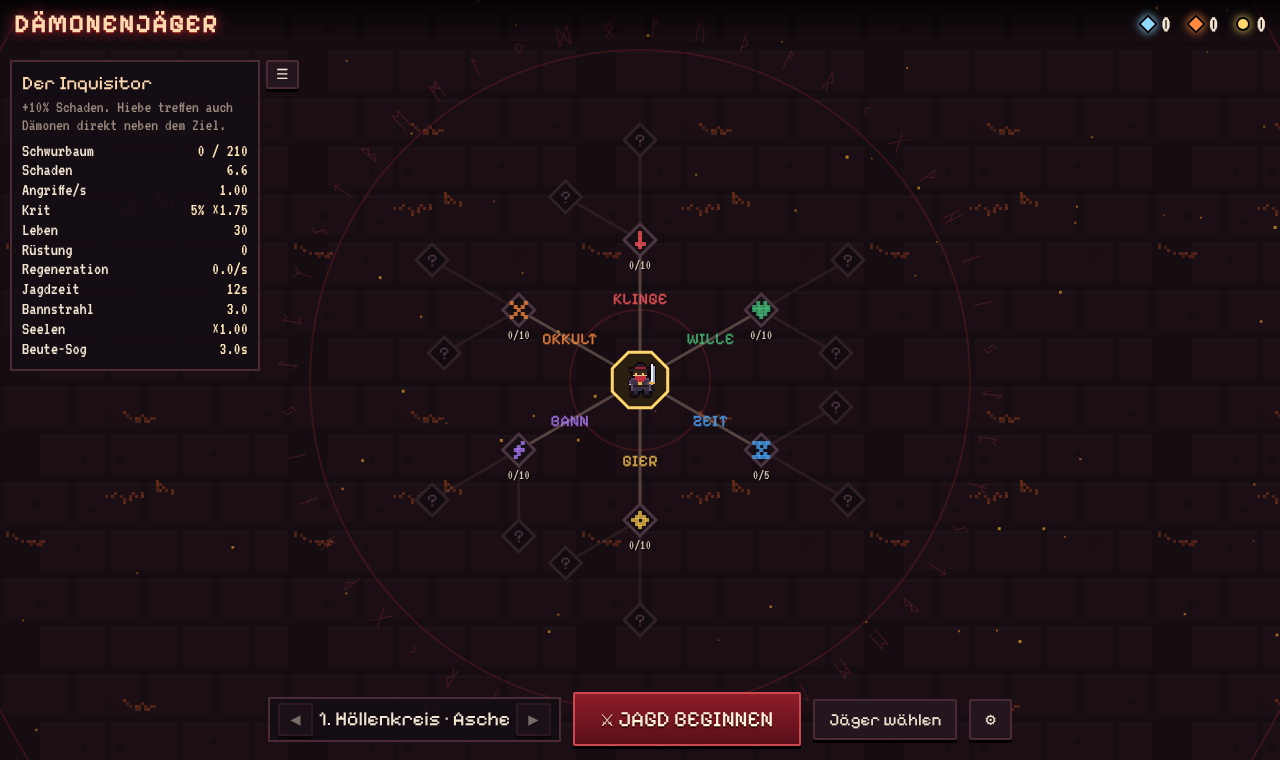 DÄMONENJÄGER
0 0 0
Der Inquisitor
☰
+10% Schaden. Hiebe treffen auch
Dämonen direkt neben dem Ziel.
Schwurbaum 0 / 210
Schaden 6.6
Angriffe/s 1.00
Krit 5% x1.75
Leben 30
Rüstung 0
Regeneration 0.0/s
Jagdzeit 12s
Bannstrahl 3.0
Seelen x1.00
Beute-Sog 3.0s
?
?
0/10
? ?
KLINGE
0/10 0/10
OKKULT WILLE
? ?
?
BANN ZEIT
GIER
0/10 0/5
? ?
?
0/10
?
?
◀ 1. Höllenkreis · Asche ▶
⚔ JAGD BEGINNEN
Jäger wählen
⚙